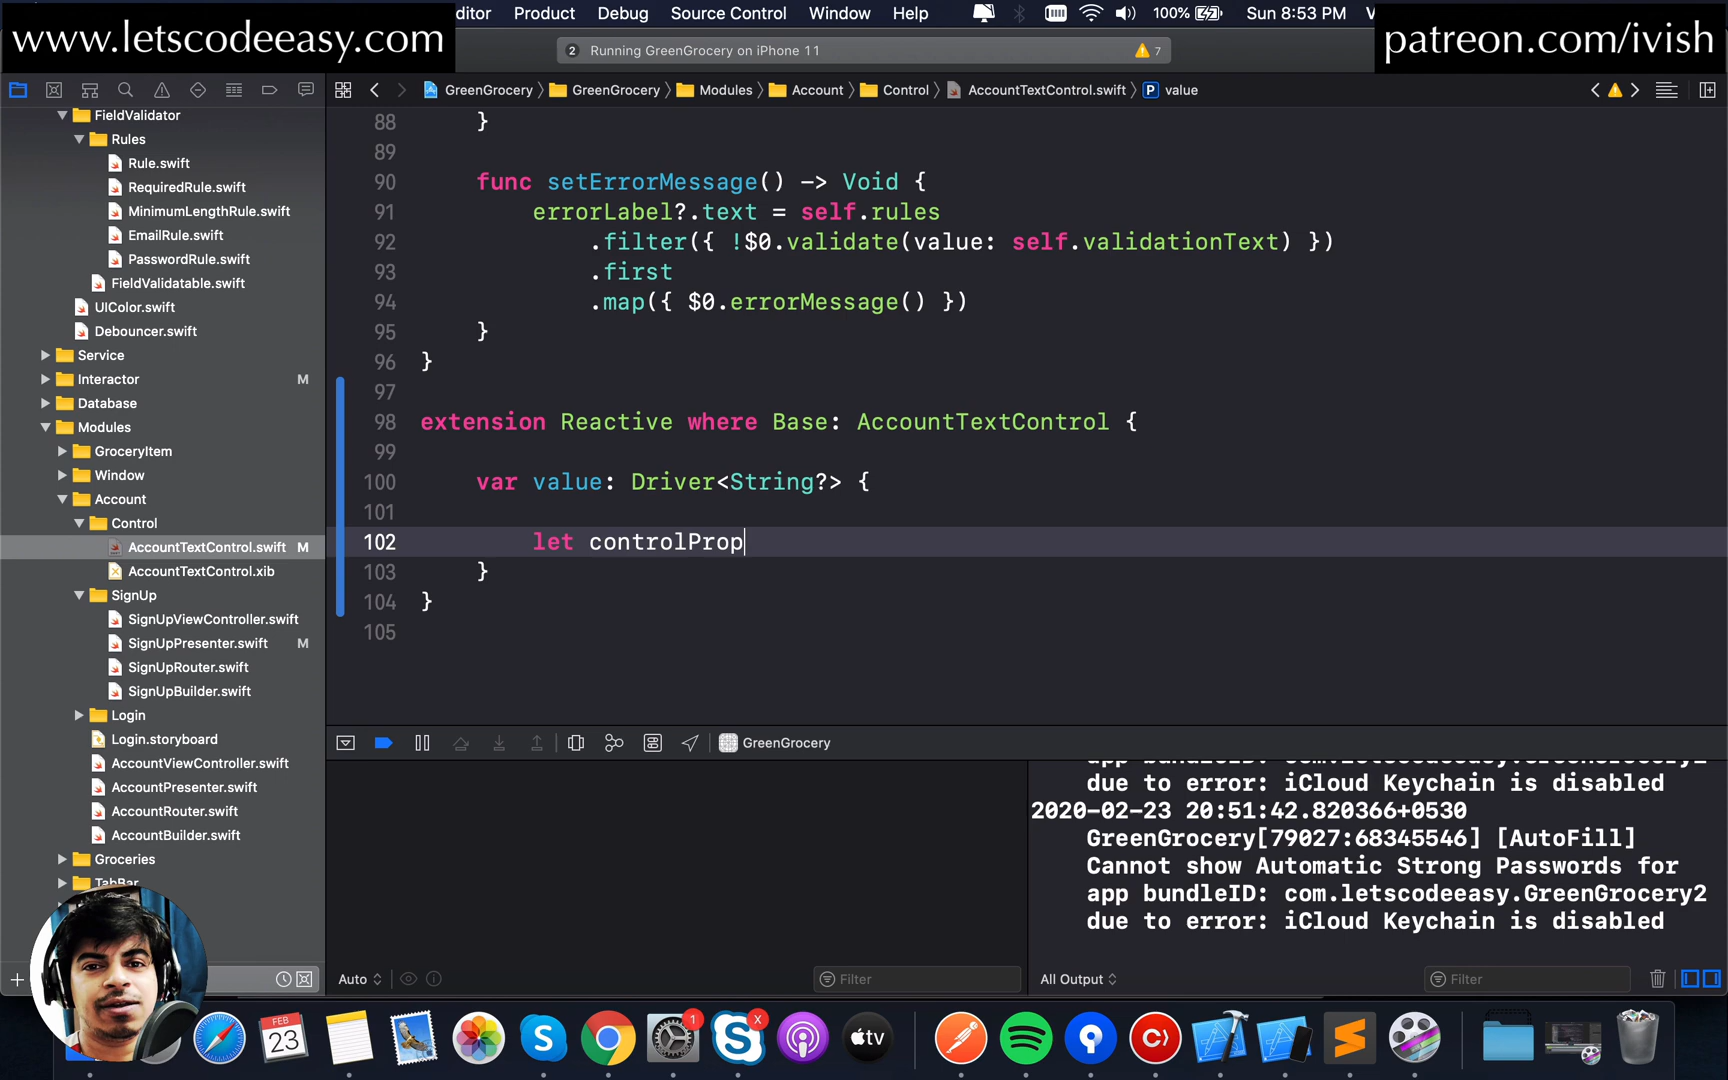 www.letscodeeasy.com
ditor Product Debug Source Control Window Help 100% Sun 8:53 PM
patreon.com/ivish
2 Running GreenGrocery on iPhone 11 7
GreenGrocery GreenGrocery Modules Account Control AccountTextControl.swift P value
FieldValidator
Rules
Rule.swift
RequiredRule.swift
MinimumLengthRule.swift
EmailRule.swift
PasswordRule.swift
FieldValidatable.swift
UIColor.swift
Debouncer.swift
Service
Interactor M
Database
Modules
GroceryItem
Window
Account
Control
AccountTextControl.swift M
AccountTextControl.xib
SignUp
SignUpViewController.swift
SignUpPresenter.swift M
SignUpRouter.swift
SignUpBuilder.swift
Login
Login.storyboard
AccountViewController.swift
AccountPresenter.swift
AccountRouter.swift
AccountBuilder.swift
Groceries
TabBar
88 }
89
90 func setErrorMessage() -> Void {
91 errorLabel?.text = self.rules
92 .filter({ !$0.validate(value: self.validationText) })
93 .first
94 .map({ $0.errorMessage() })
95 }
96 }
97
98 extension Reactive where Base: AccountTextControl {
99
100 var value: Driver<String?> {
101
102 let controlProp
103 }
104 }
105
GreenGrocery
due to error: iCloud Keychain is disabled
2020-02-23 20:51:42.820366+0530
GreenGrocery[79027:68345546] [AutoFill]
Cannot show Automatic Strong Passwords for
app bundleID: com.letscodeeasy.GreenGrocery2
due to error: iCloud Keychain is disabled
Auto Filter All Output Filter
FEB
23
1
X
tv